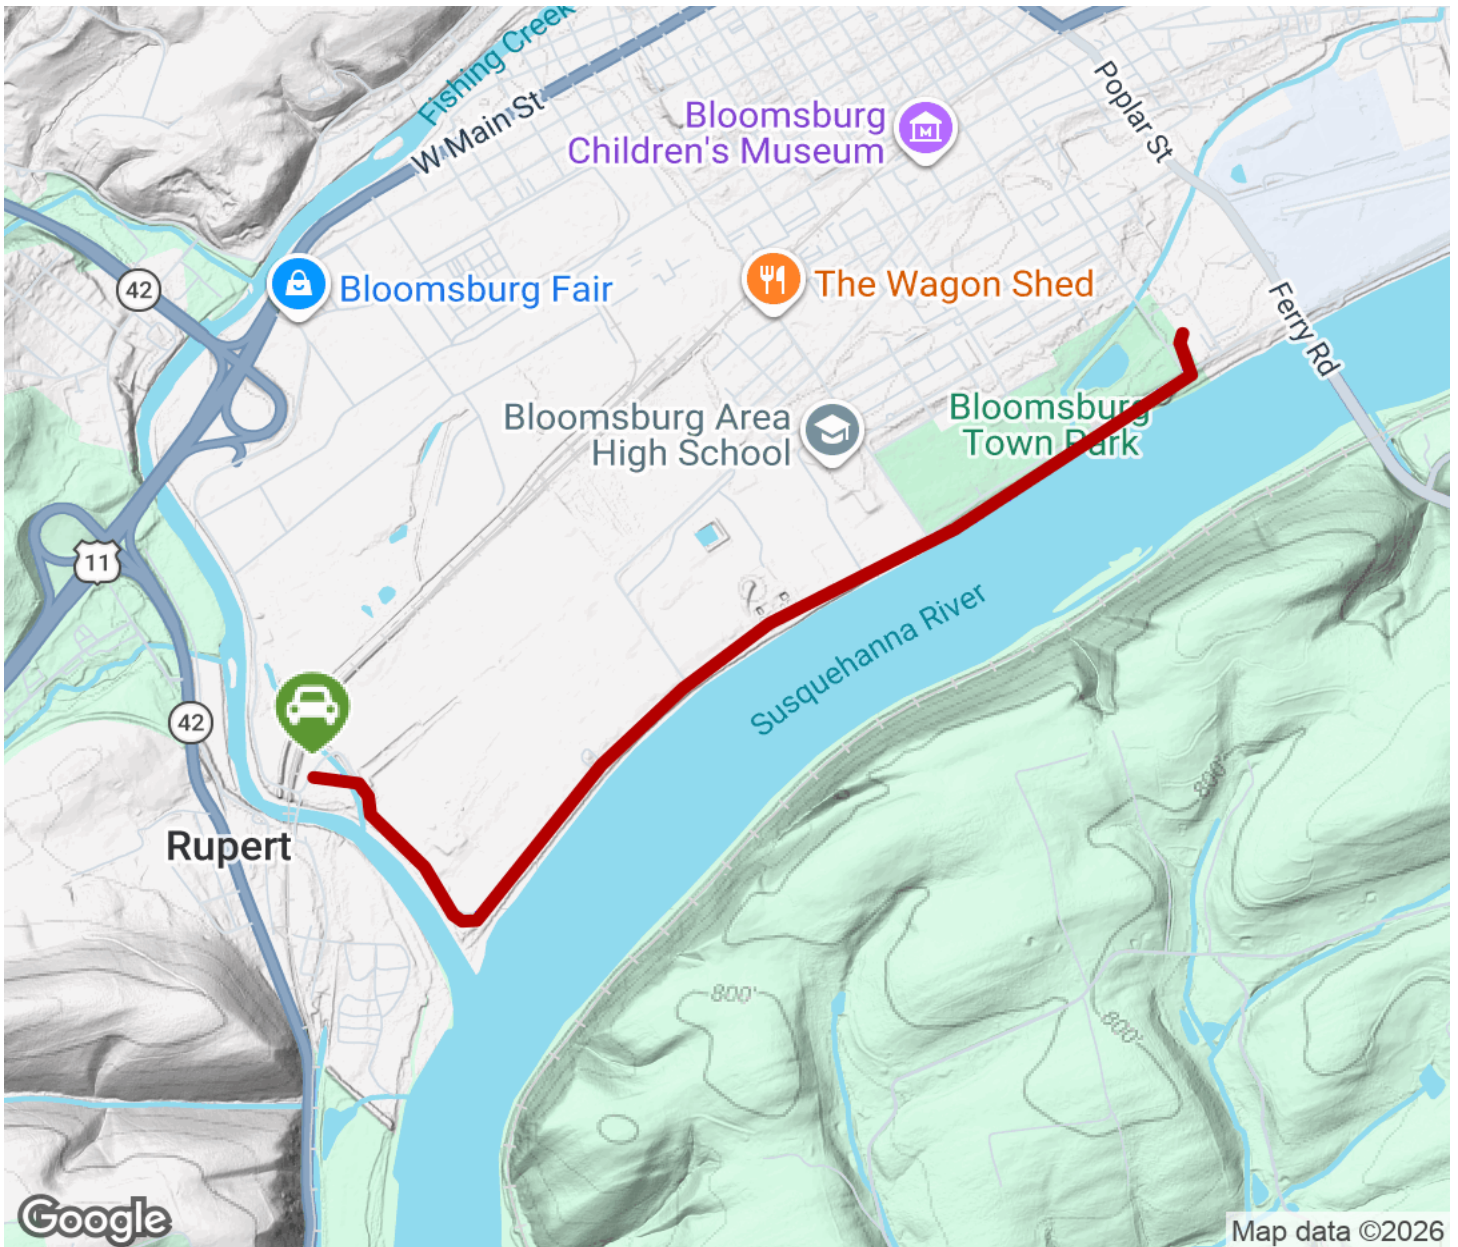 Fishing Creek
W Main St
Poplar St
Bloomsburg
Children's Museum
42
Bloomsburg Fair
The Wagon Shed
Ferry Rd
Bloomsburg Area
High School
Bloomsburg
Town Park
11
Susquehanna River
42
Rupert
800'
800'
800'
Google
Map data ©2026